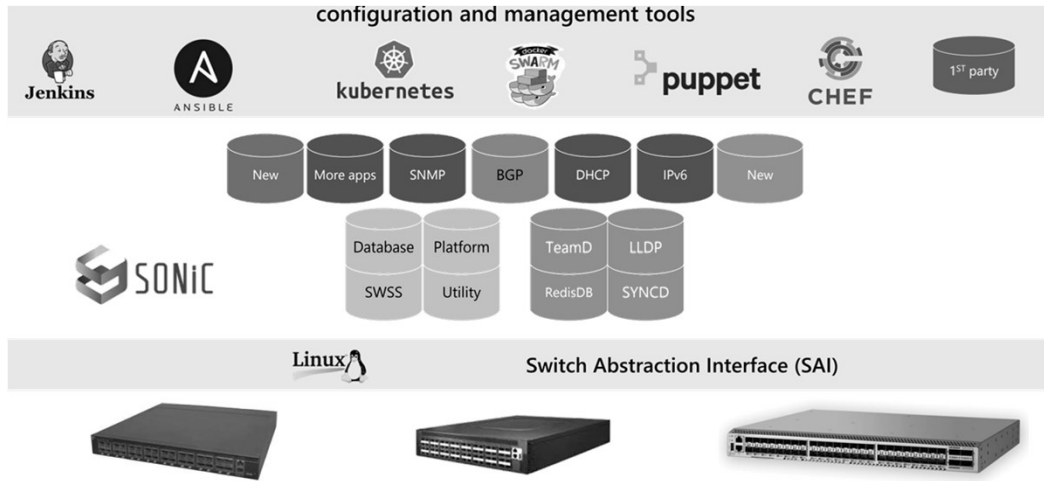 configuration and management tools
Jenkins
ANSIBLE
kubernetes
docker
SWARM
puppet
CHEF
1ST party
New
More apps
SNMP
BGP
DHCP
IPv6
New
Database
Platform
TeamD
LLDP
SWSS
Utility
RedisDB
SYNCD
SONiC
Linux
Switch Abstraction Interface (SAI)